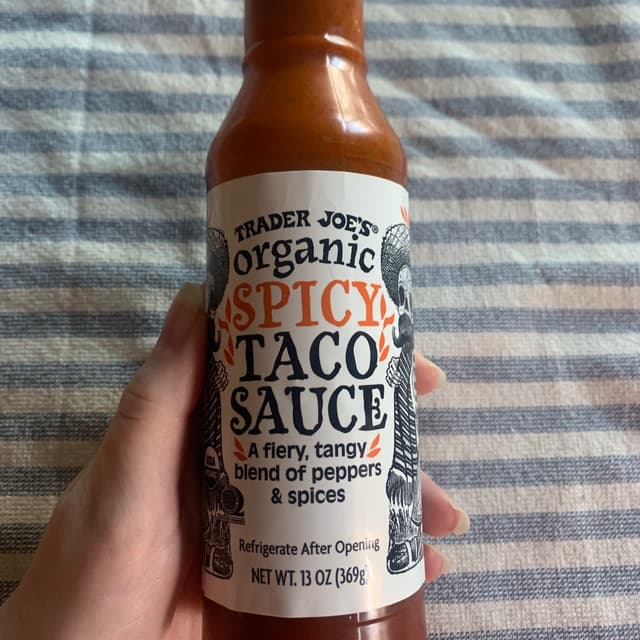 TRADER JOE'S®
organic
SPICY
TACO
SAUCE
A fiery, tangy
blend of peppers
& spices
Refrigerate After Opening
NET WT. 13 OZ (369g)